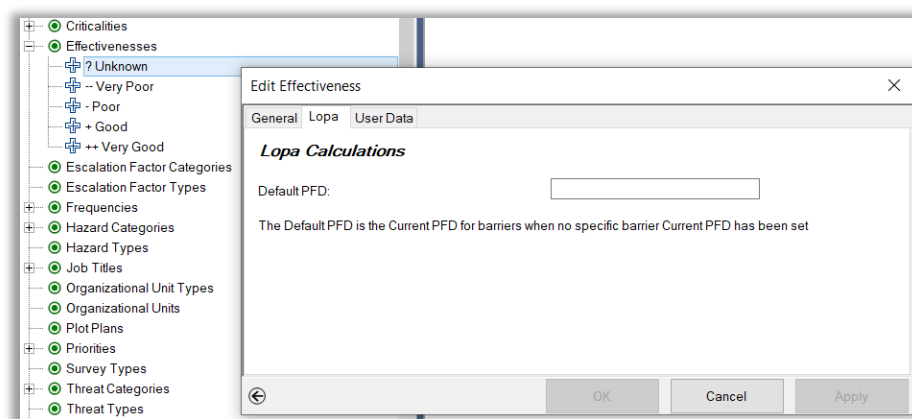 Criticalities
Effectivenesses
? Unknown
-- Very Poor
- Poor
+ Good
++ Very Good
Escalation Factor Categories
Escalation Factor Types
Frequencies
Hazard Categories
Hazard Types
Job Titles
Organizational Unit Types
Organizational Units
Plot Plans
Priorities
Survey Types
Threat Categories
Threat Types
Edit Effectiveness
General Lopa User Data
Lopa Calculations
Default PFD:
The Default PFD is the Current PFD for barriers when no specific barrier Current PFD has been set
OK Cancel Apply